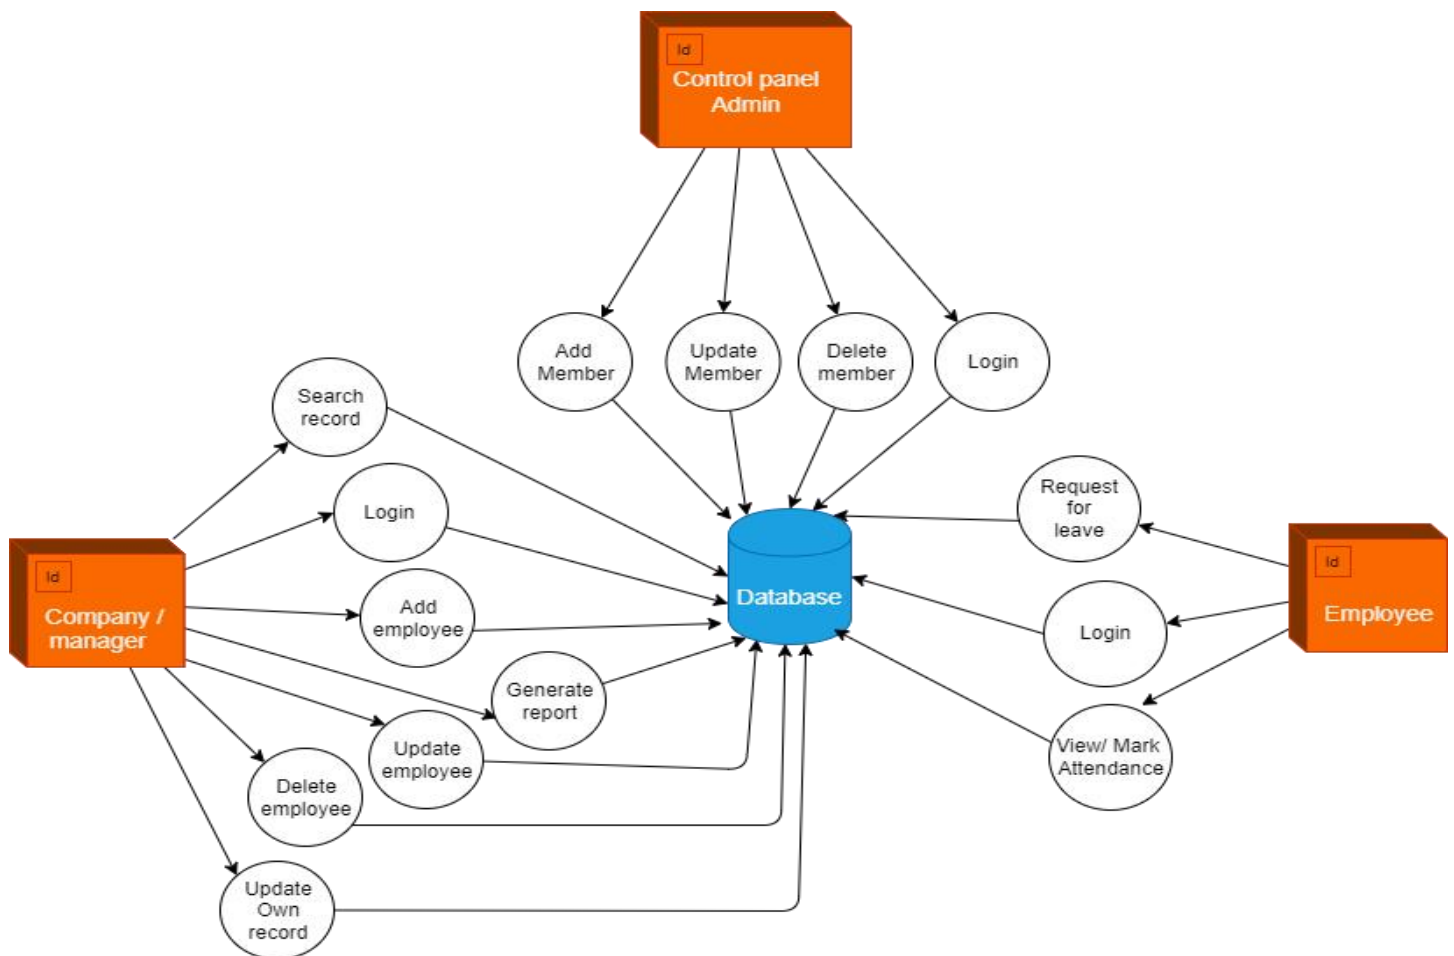 Id
Control panel
Admin
Add
Member
Update
Member
Delete
member
Login
Search
record
Login
Request
for
leave
Id
Company /
manager
Add
employee
Database
Id
Employee
Login
Generate
report
Update
employee
View/ Mark
Attendance
Delete
employee
Update
Own
record